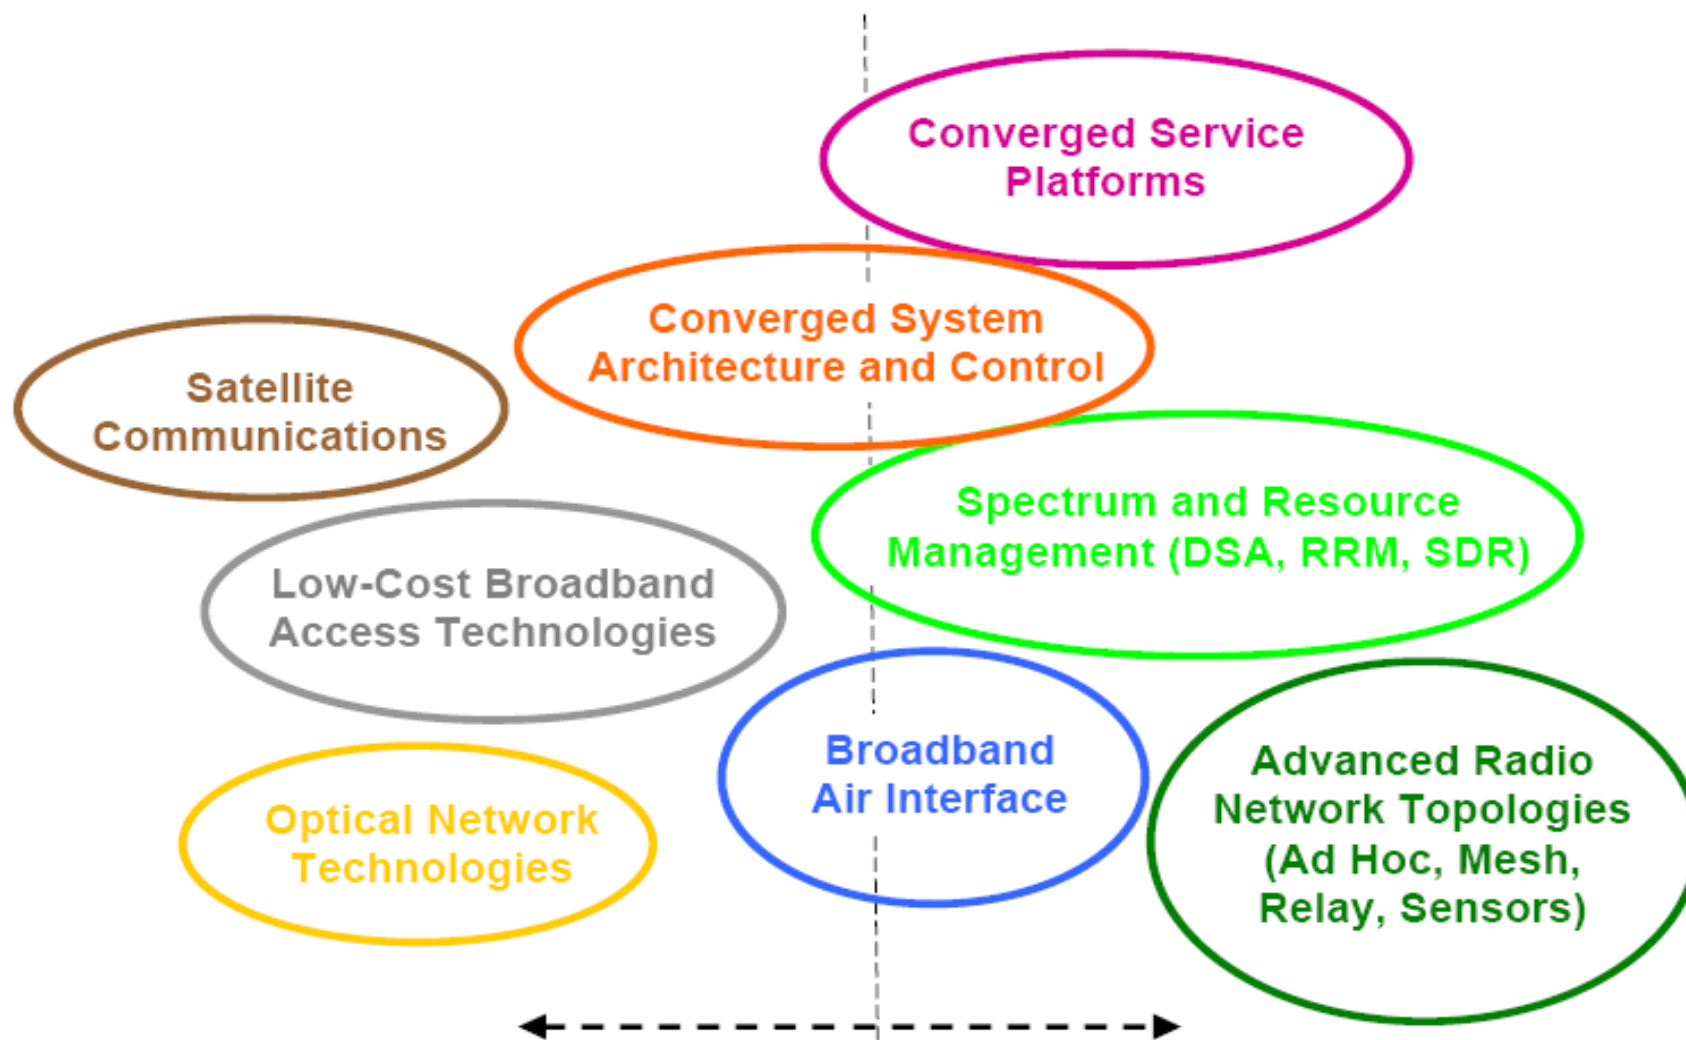 Converged Service
Platforms
Converged System
Architecture and Control
Satellite
Communications
Spectrum and Resource
Management (DSA, RRM, SDR)
Low-Cost Broadband
Access Technologies
Broadband
Air Interface
Advanced Radio
Network Topologies
(Ad Hoc, Mesh,
Relay, Sensors)
Optical Network
Technologies